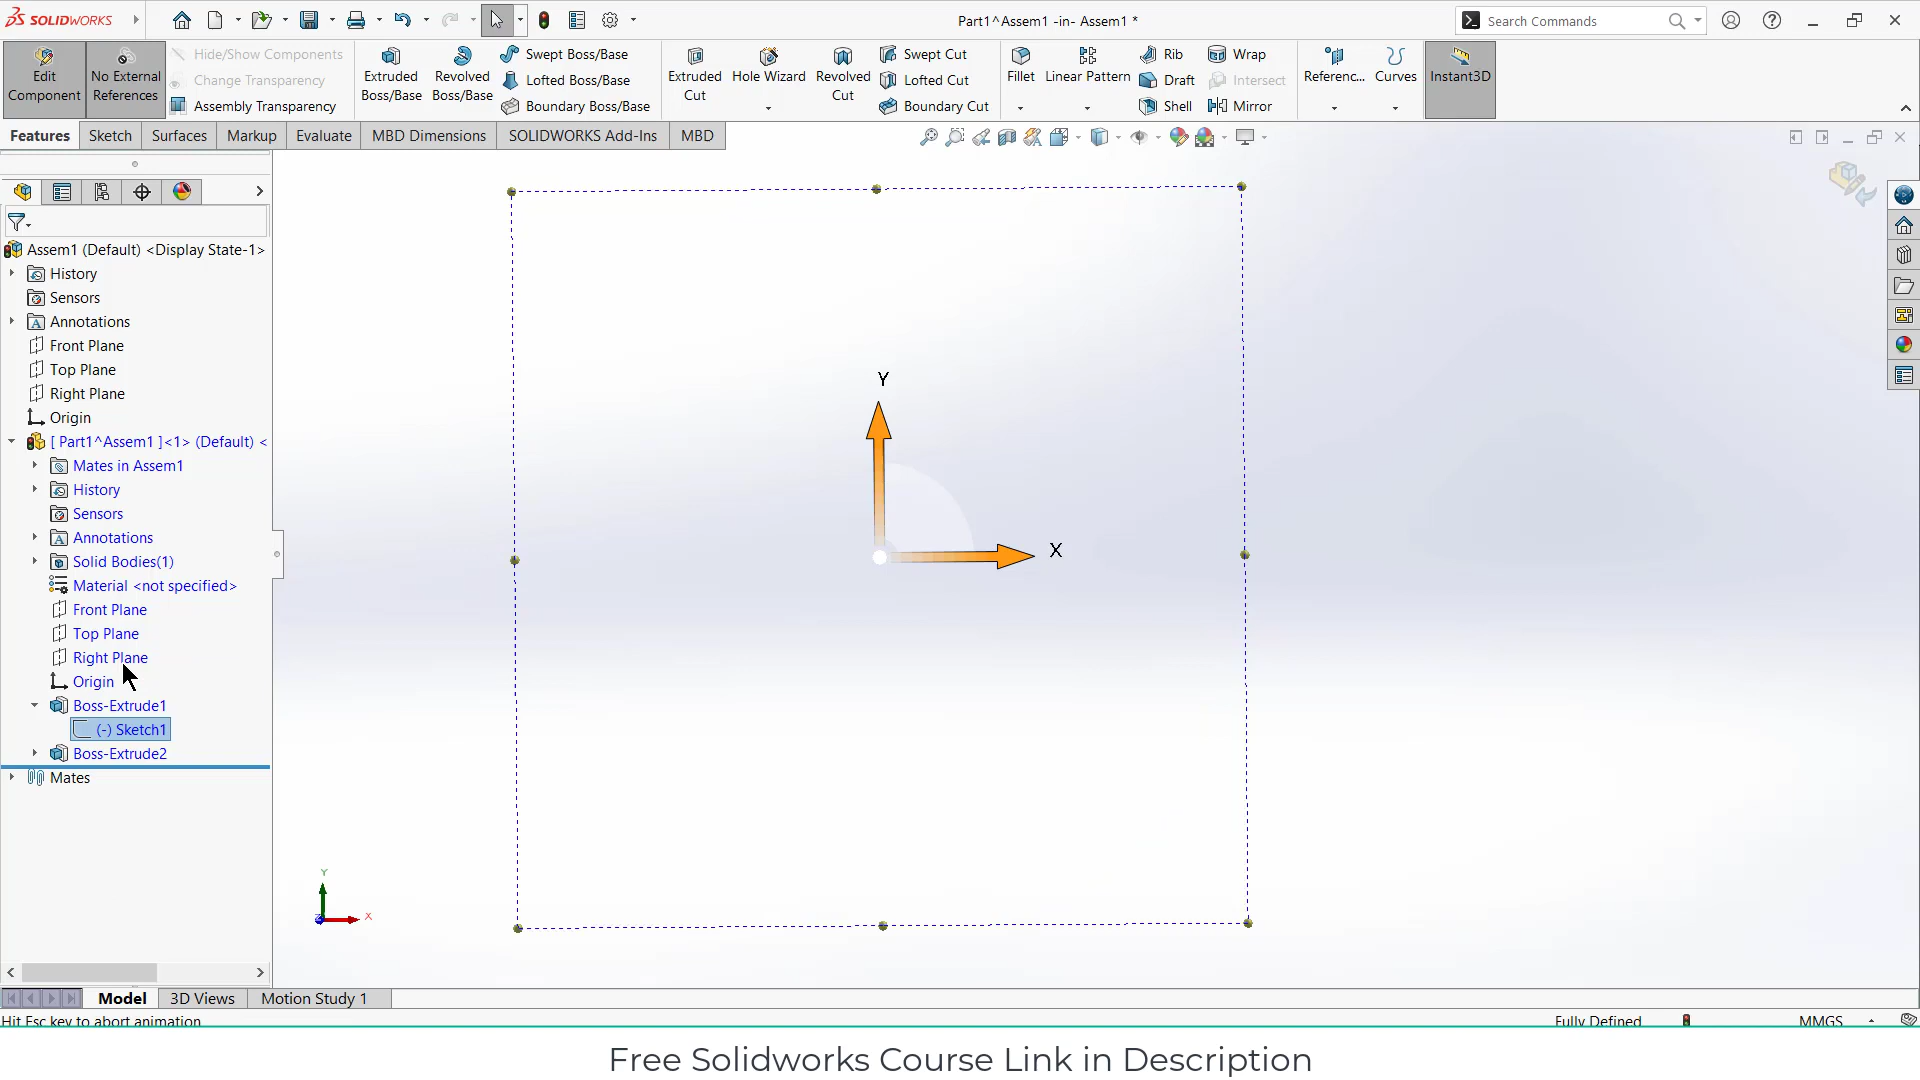 SOLIDWORKS
Part1^Assem1 -in- Assem1 *
Search Commands
Edit
Component
No External
References
Hide/Show Components
Change Transparency
Assembly Transparency
Extruded
Boss/Base
Revolved
Boss/Base
Swept Boss/Base
Lofted Boss/Base
Boundary Boss/Base
Extruded
Cut
Hole Wizard
Revolved
Cut
Swept Cut
Lofted Cut
Boundary Cut
Fillet
Linear Pattern
Rib
Draft
Shell
Wrap
Intersect
Mirror
Referenc...
Curves
Instant3D
Features
Sketch
Surfaces
Markup
Evaluate
MBD Dimensions
SOLIDWORKS Add-Ins
MBD
Assem1 (Default) <Display State-1>
History
Sensors
Annotations
Front Plane
Top Plane
Right Plane
Origin
[ Part1^Assem1 ]<1> (Default) <
Mates in Assem1
History
Sensors
Annotations
Solid Bodies(1)
Material <not specified>
Front Plane
Top Plane
Right Plane
Origin
Boss-Extrude1
(-) Sketch1
Boss-Extrude2
Mates
Y
X
Y
X
Z
Model
3D Views
Motion Study 1
Hit Esc key to abort animation
Fully Defined
MMGS
Free Solidworks Course Link in Description